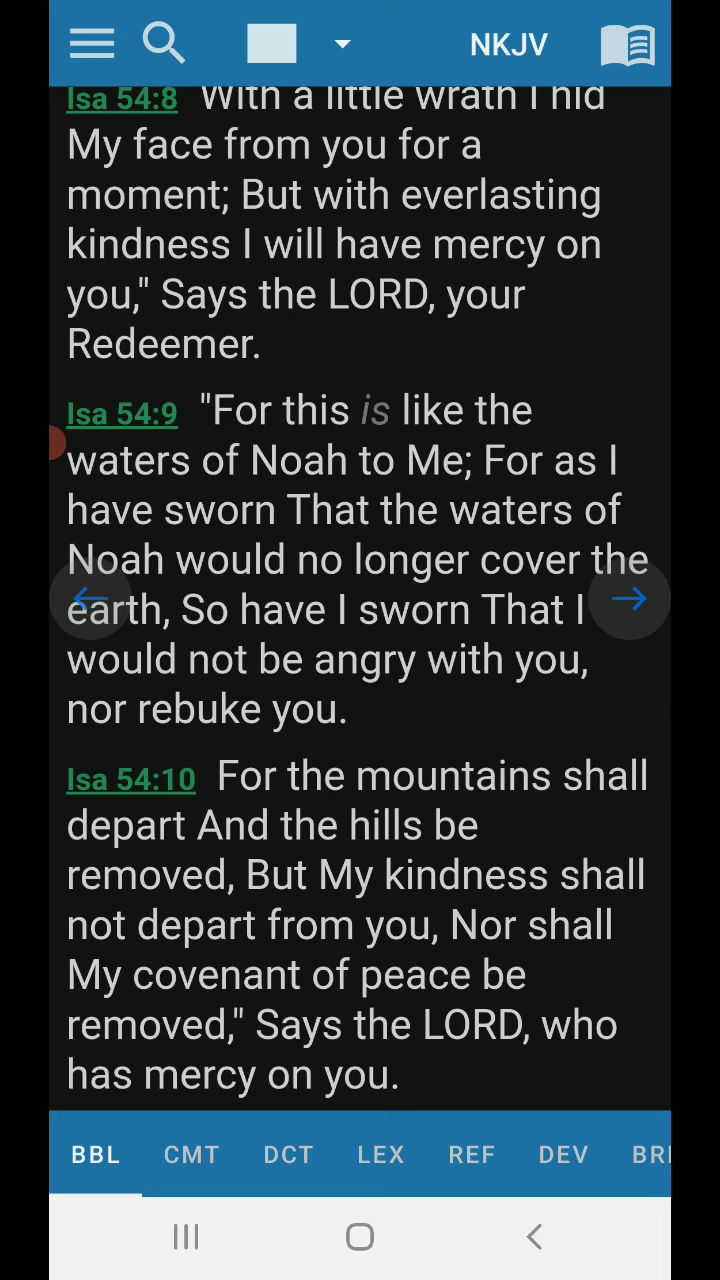 NKJV
Isa 54:8 With a little wrath I hid
My face from you for a
moment; But with everlasting
kindness I will have mercy on
you," Says the LORD, your
Redeemer.
Isa 54:9 "For this is like the
waters of Noah to Me; For as I
have sworn That the waters of
Noah would no longer cover the
earth, So have I sworn That I
would not be angry with you,
nor rebuke you.
Isa 54:10 For the mountains shall
depart And the hills be
removed, But My kindness shall
not depart from you, Nor shall
My covenant of peace be
removed," Says the LORD, who
has mercy on you.
BBL CMT DCT LEX REF DEV